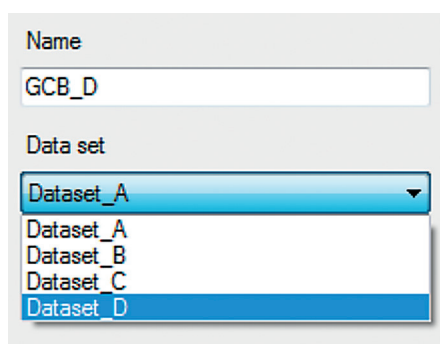 Name
GCB_D
Data set
Dataset_A
Dataset_A
Dataset_B
Dataset_C
Dataset_D